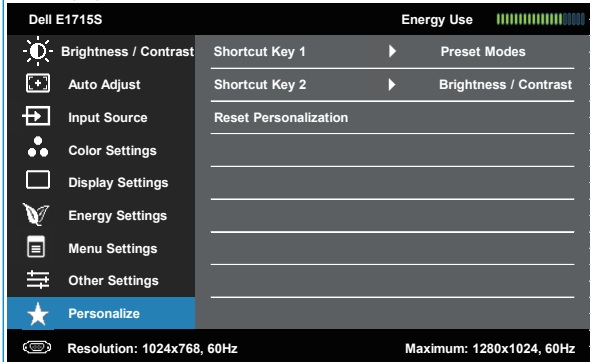 Dell E1715S Energy Use
Brightness / Contrast Shortcut Key 1 Preset Modes
Auto Adjust Shortcut Key 2 Brightness / Contrast
Input Source Reset Personalization
Color Settings
Display Settings
Energy Settings
Menu Settings
Other Settings
Personalize
Resolution: 1024x768, 60Hz Maximum: 1280x1024, 60Hz